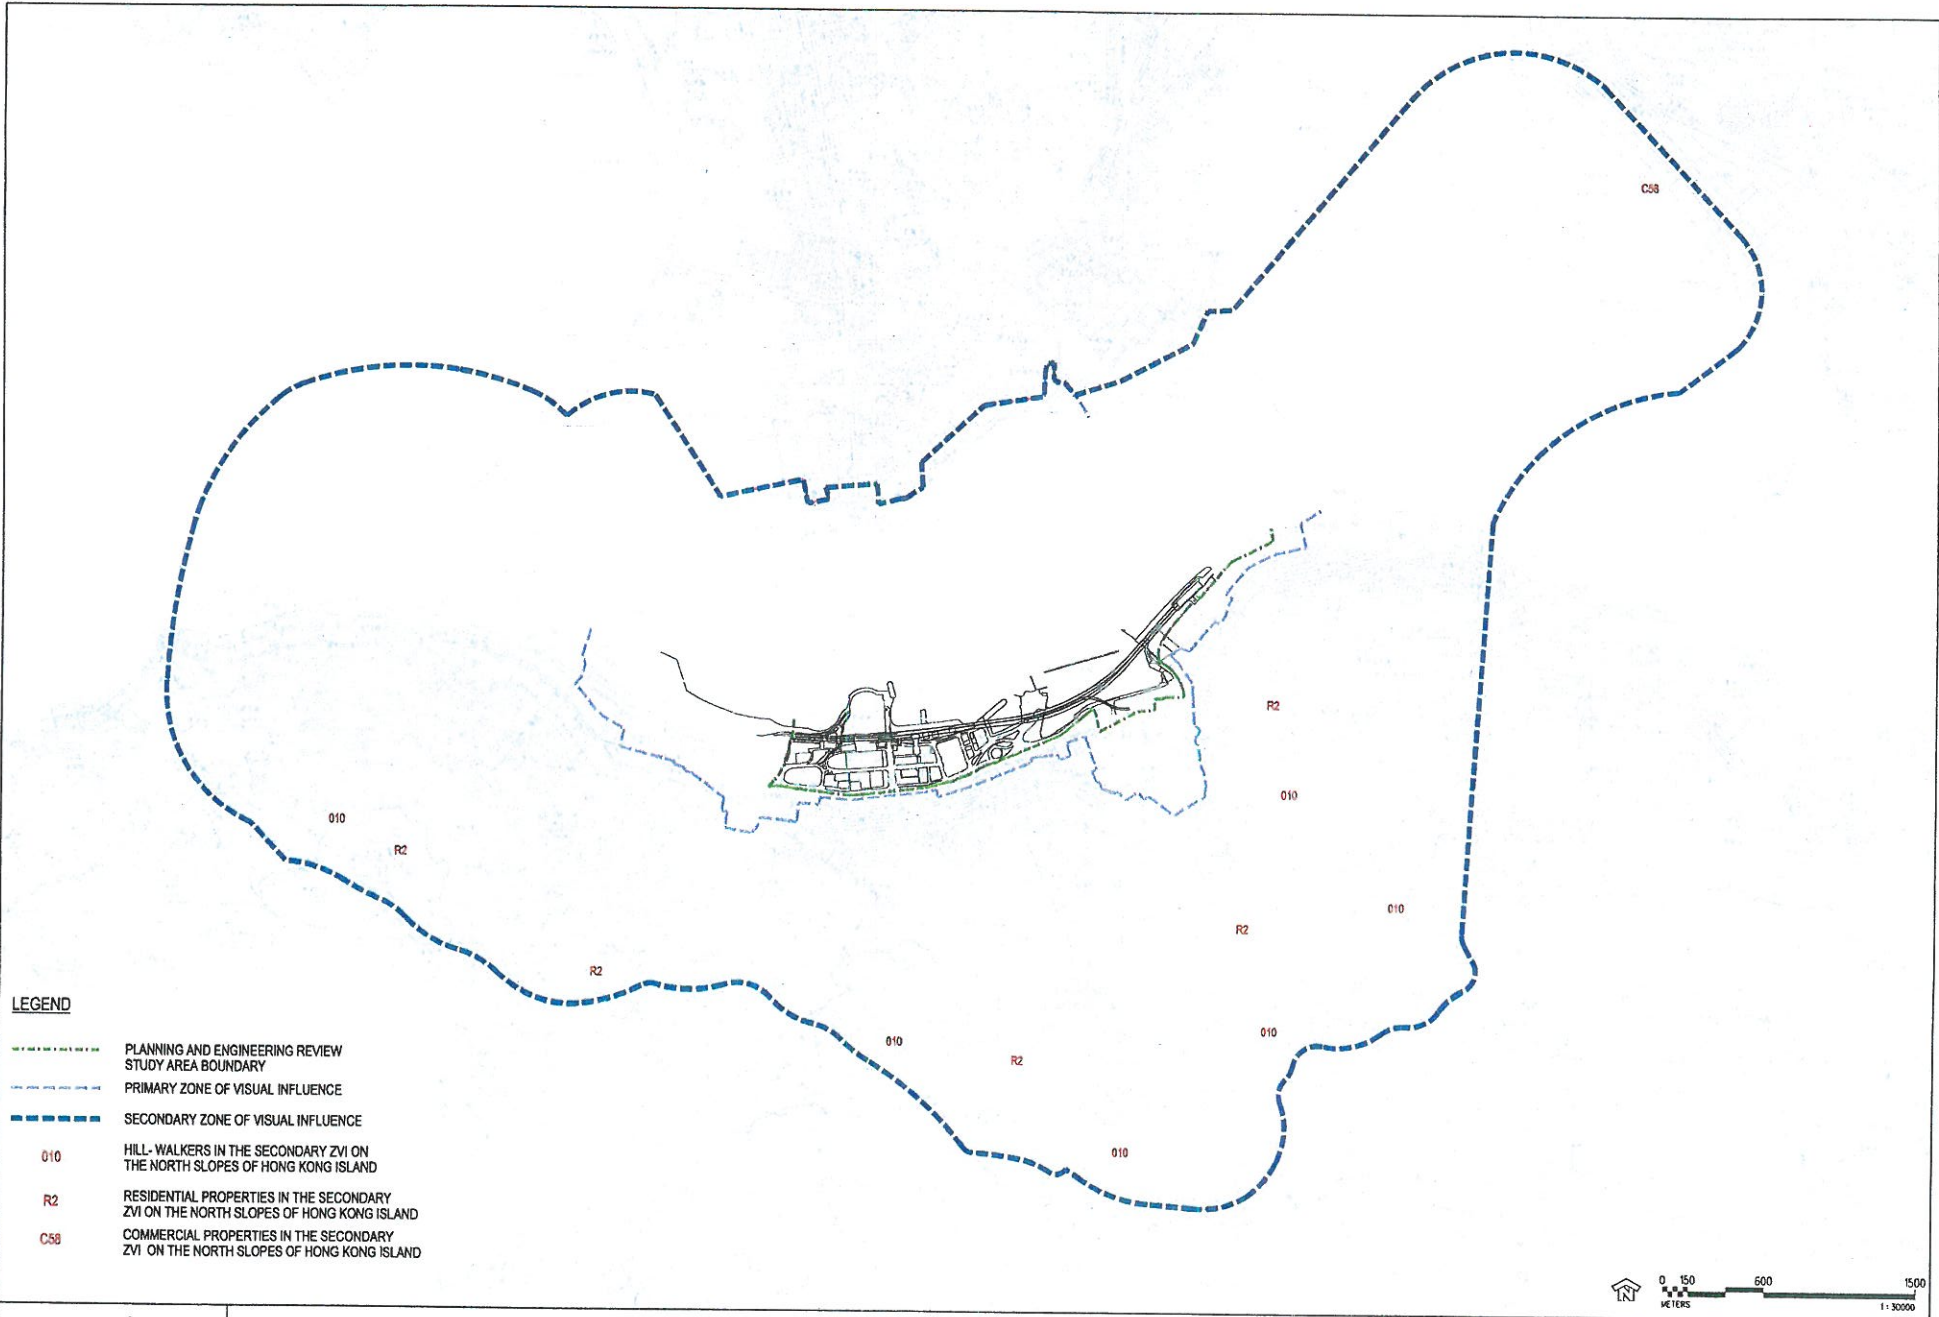 C58
R2
010
010
R2
010
R2
R2
010
010
R2
010
LEGEND
PLANNING AND ENGINEERING REVIEW
STUDY AREA BOUNDARY
PRIMARY ZONE OF VISUAL INFLUENCE
SECONDARY ZONE OF VISUAL INFLUENCE
010 HILL-WALKERS IN THE SECONDARY ZVI ON
THE NORTH SLOPES OF HONG KONG ISLAND
R2 RESIDENTIAL PROPERTIES IN THE SECONDARY
ZVI ON THE NORTH SLOPES OF HONG KONG ISLAND
C58 COMMERCIAL PROPERTIES IN THE SECONDARY
ZVI ON THE NORTH SLOPES OF HONG KONG ISLAND
N
0 150 600 1500
METERS 1:30000